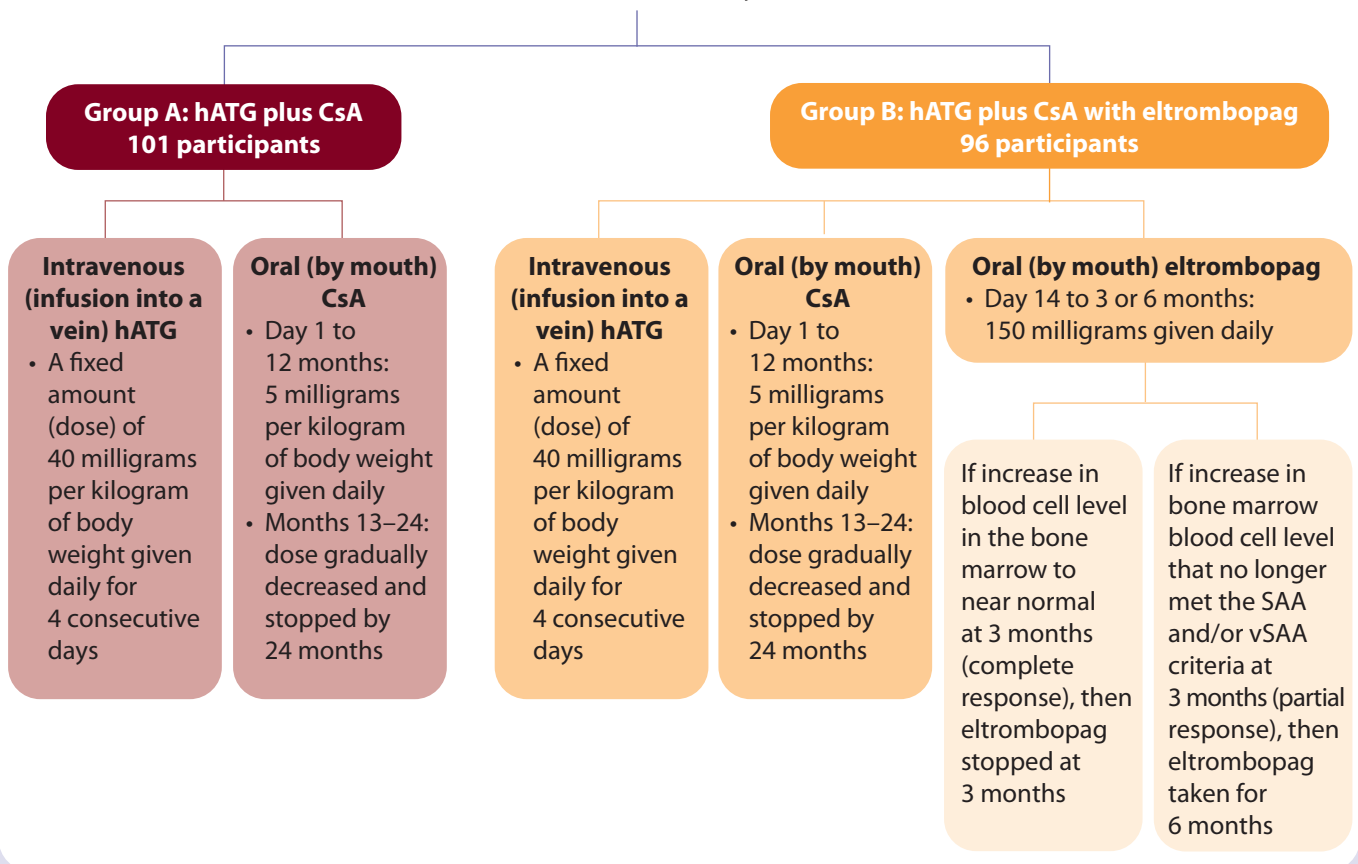 Group A: hATG plus CsA
101 participants
Group B: hATG plus CsA with eltrombopag
96 participants
Intravenous
(infusion into a
vein) hATG
• A fixed
amount
(dose) of
40 milligrams
per kilogram
of body
weight given
daily for
4 consecutive
days
Oral (by mouth)
CsA
• Day 1 to
12 months:
5 milligrams
per kilogram
of body weight
given daily
• Months 13–24:
dose gradually
decreased and
stopped by
24 months
Intravenous
(infusion into a
vein) hATG
• A fixed
amount
(dose) of
40 milligrams
per kilogram
of body
weight given
daily for
4 consecutive
days
Oral (by mouth)
CsA
• Day 1 to
12 months:
5 milligrams
per kilogram
of body weight
given daily
• Months 13–24:
dose gradually
decreased and
stopped by
24 months
Oral (by mouth) eltrombopag
• Day 14 to 3 or 6 months:
150 milligrams given daily
If increase in
blood cell level
in the bone
marrow to
near normal
at 3 months
(complete
response), then
eltrombopag
stopped at
3 months
If increase in
bone marrow
blood cell level
that no longer
met the SAA
and/or vSAA
criteria at
3 months (partial
response), then
eltrombopag
taken for
6 months